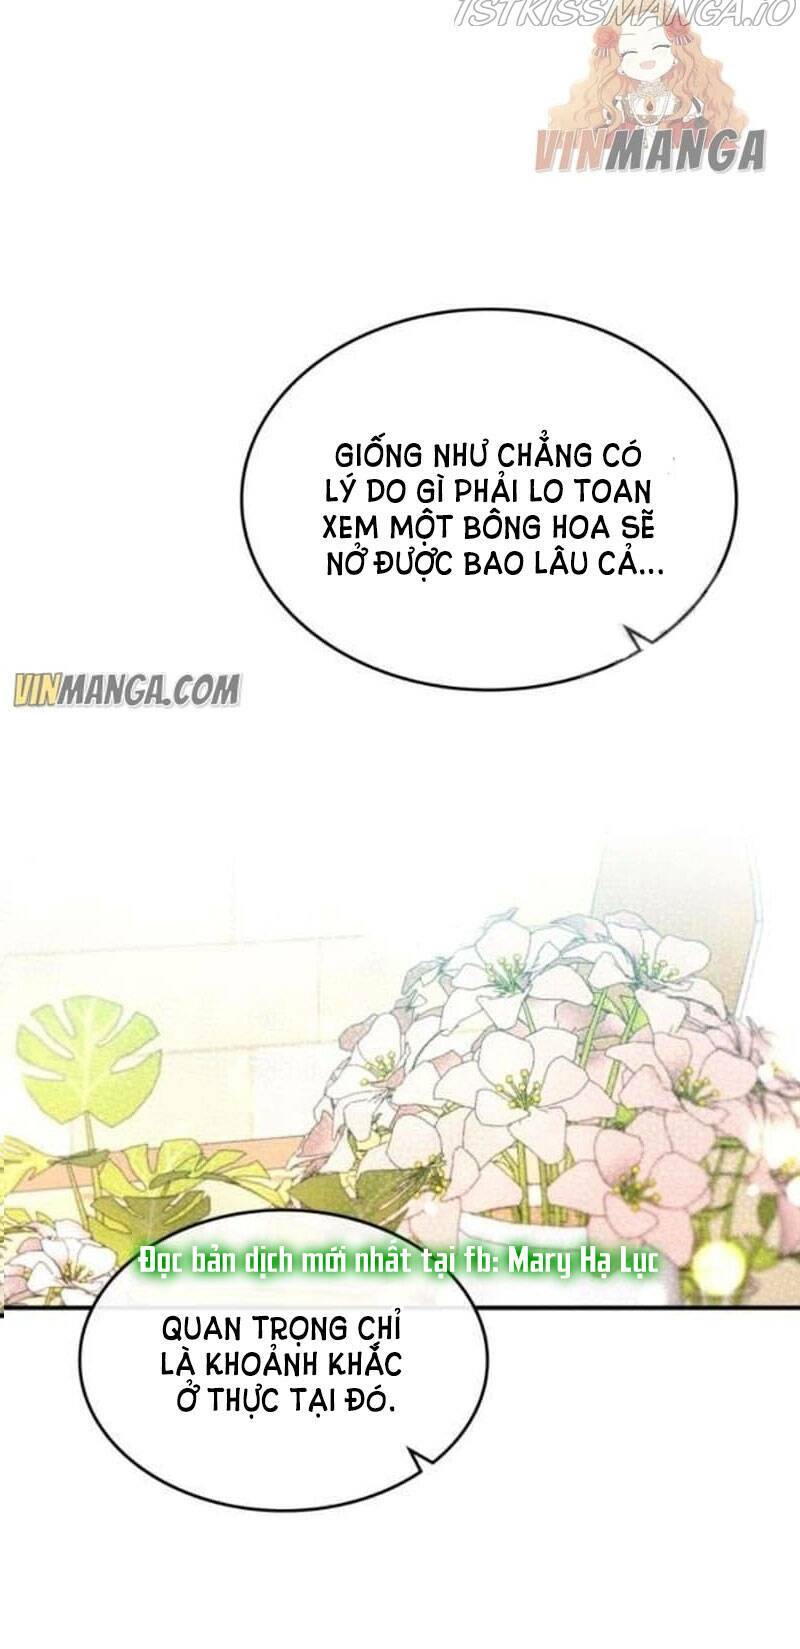 1STKISSMANGA.IO
VINMANGA
GIỐNG NHƯ CHẲNG CÓ
LÝ DO GÌ PHẢI LO TOAN
XEM MỘT BÔNG HOA SẼ
NỞ ĐƯỢC BAO LÂU CẢ...
VINMANGA.COM
Đọc bản dịch mới nhất tại fb: Mary Hạ Lục
QUAN TRỌNG CHỈ
LÀ KHOẢNH KHẮC
Ở THỰC TẠI ĐÓ.